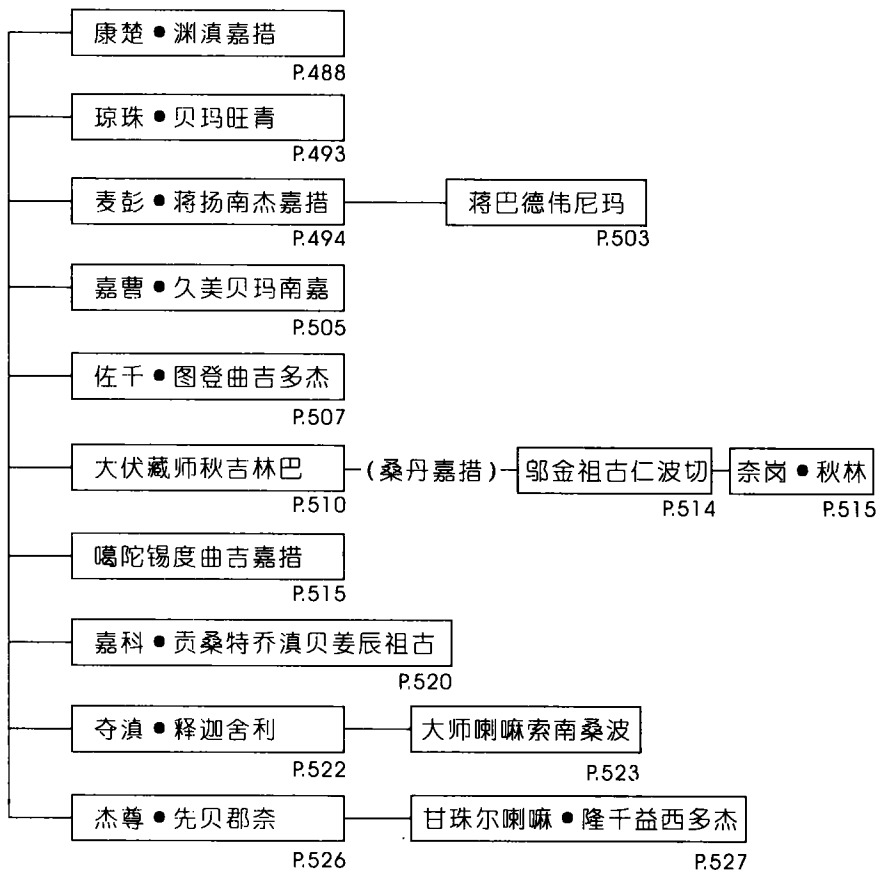 康楚●渊滇嘉措
P.488
琼珠●贝玛旺青
P.493
麦彭●蒋扬南杰嘉措 蒋巴德伟尼玛
P.494 P.503
嘉曹●久美贝玛南嘉
P.505
佐千●图登曲吉多杰
P.507
大伏藏师秋吉林巴 (桑丹嘉措) 邬金祖古仁波切 奈岗●秋林
P.510 P.514 P.515
噶陀锡度曲吉嘉措
P.515
嘉科●贡桑特乔滇贝姜辰祖古
P.520
夺滇●释迦舍利 大师喇嘛索南桑波
P.522 P.523
杰尊●先贝郡奈 甘珠尔喇嘛●隆千益西多杰
P.526 P.527